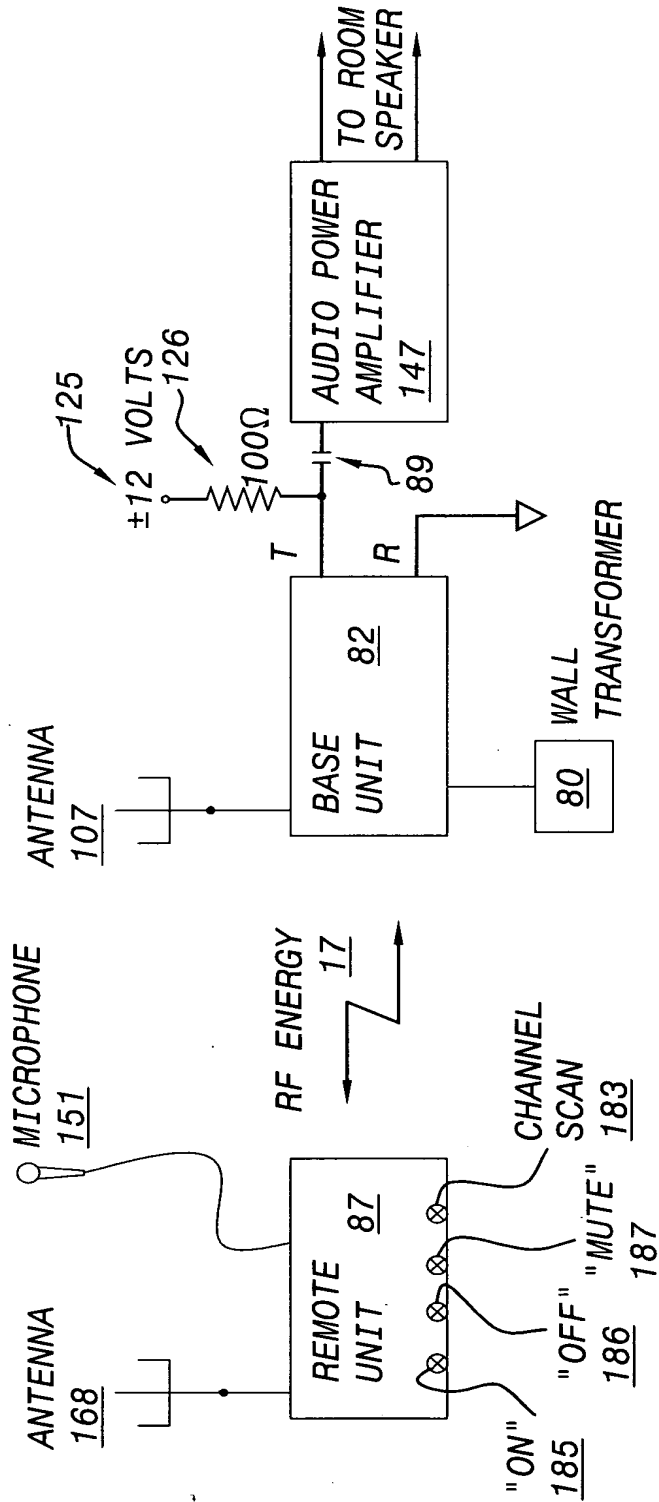 ANTENNA
168
MICROPHONE
151
REMOTE
UNIT
87
"ON"
185
"OFF"
186
"MUTE"
187
CHANNEL
SCAN
183
RF ENERGY
17
ANTENNA
107
BASE
UNIT
82
80
WALL
TRANSFORMER
T
R
125
±12 VOLTS
126
100Ω
89
AUDIO POWER
AMPLIFIER
147
TO ROOM
SPEAKER